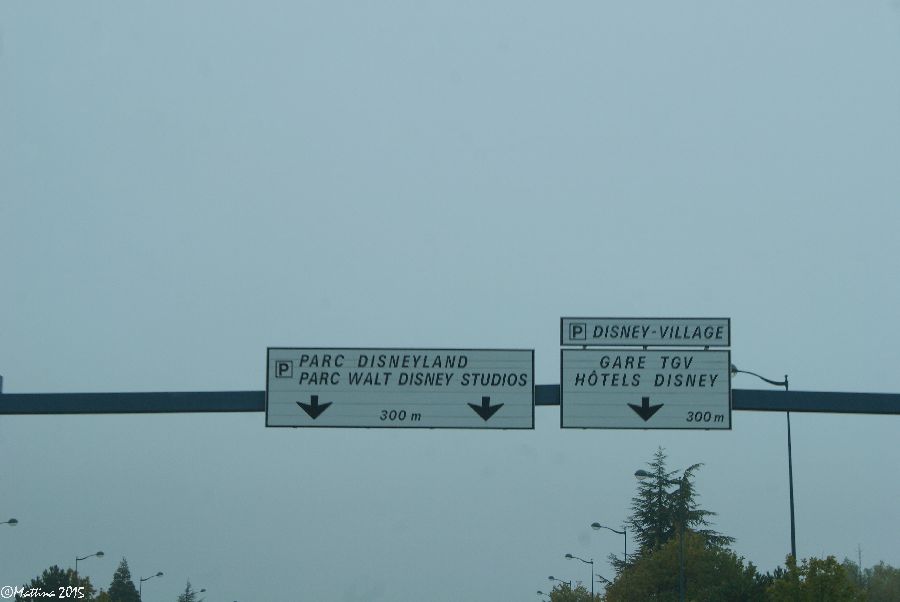 P PARC DISNEYLAND
PARC WALT DISNEY STUDIOS
300 m
P DISNEY-VILLAGE
GARE TGV
HÔTELS DISNEY
300 m
©Mattina 2015